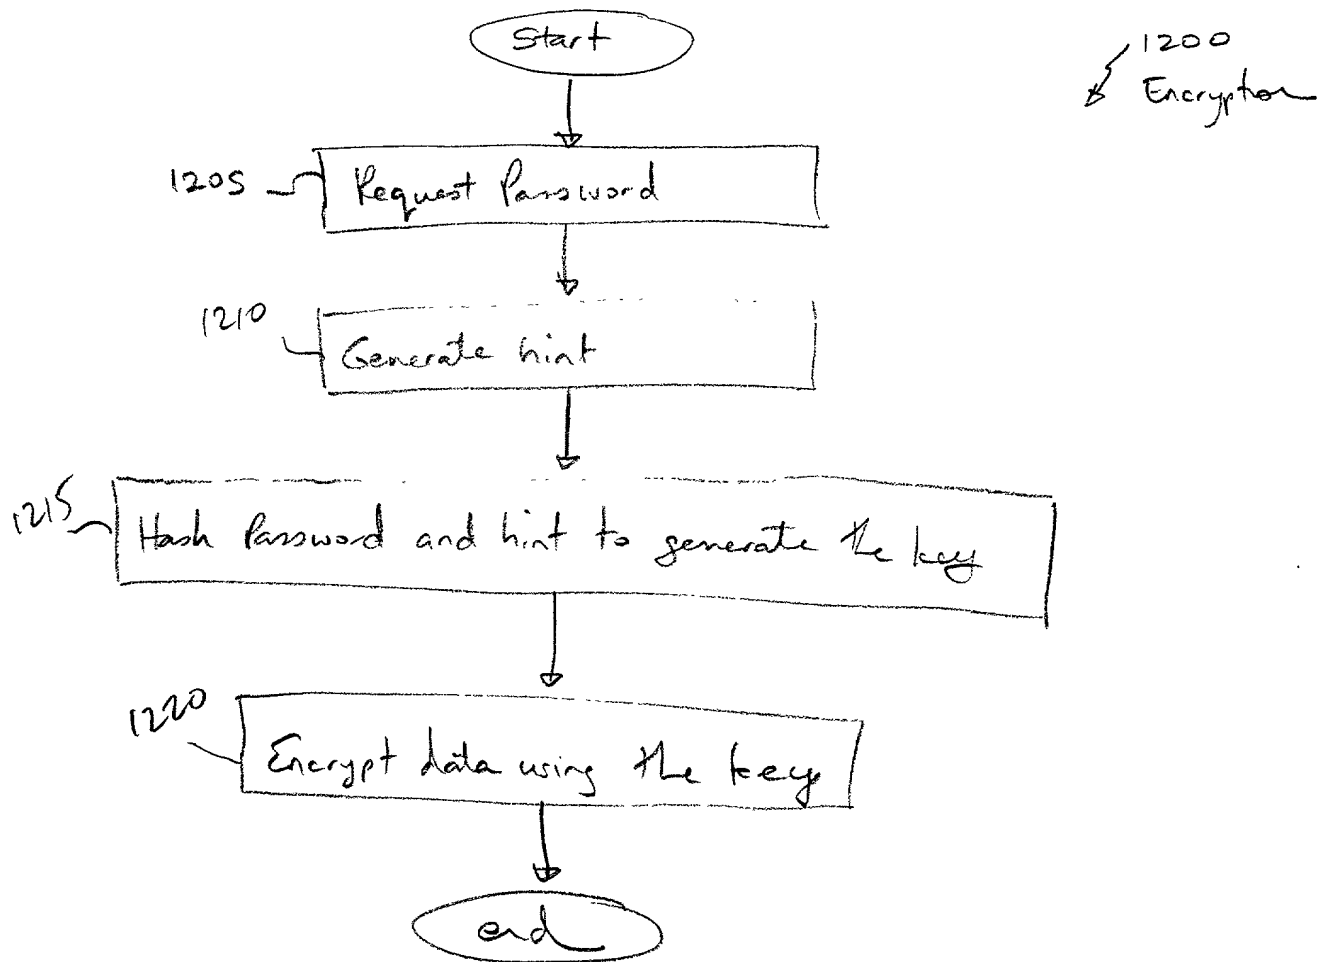 Start
1200
Encryption
1205
Request Password
1210
Generate hint
1215
Hash Password and hint to generate the key
1220
Encrypt data using the key
end